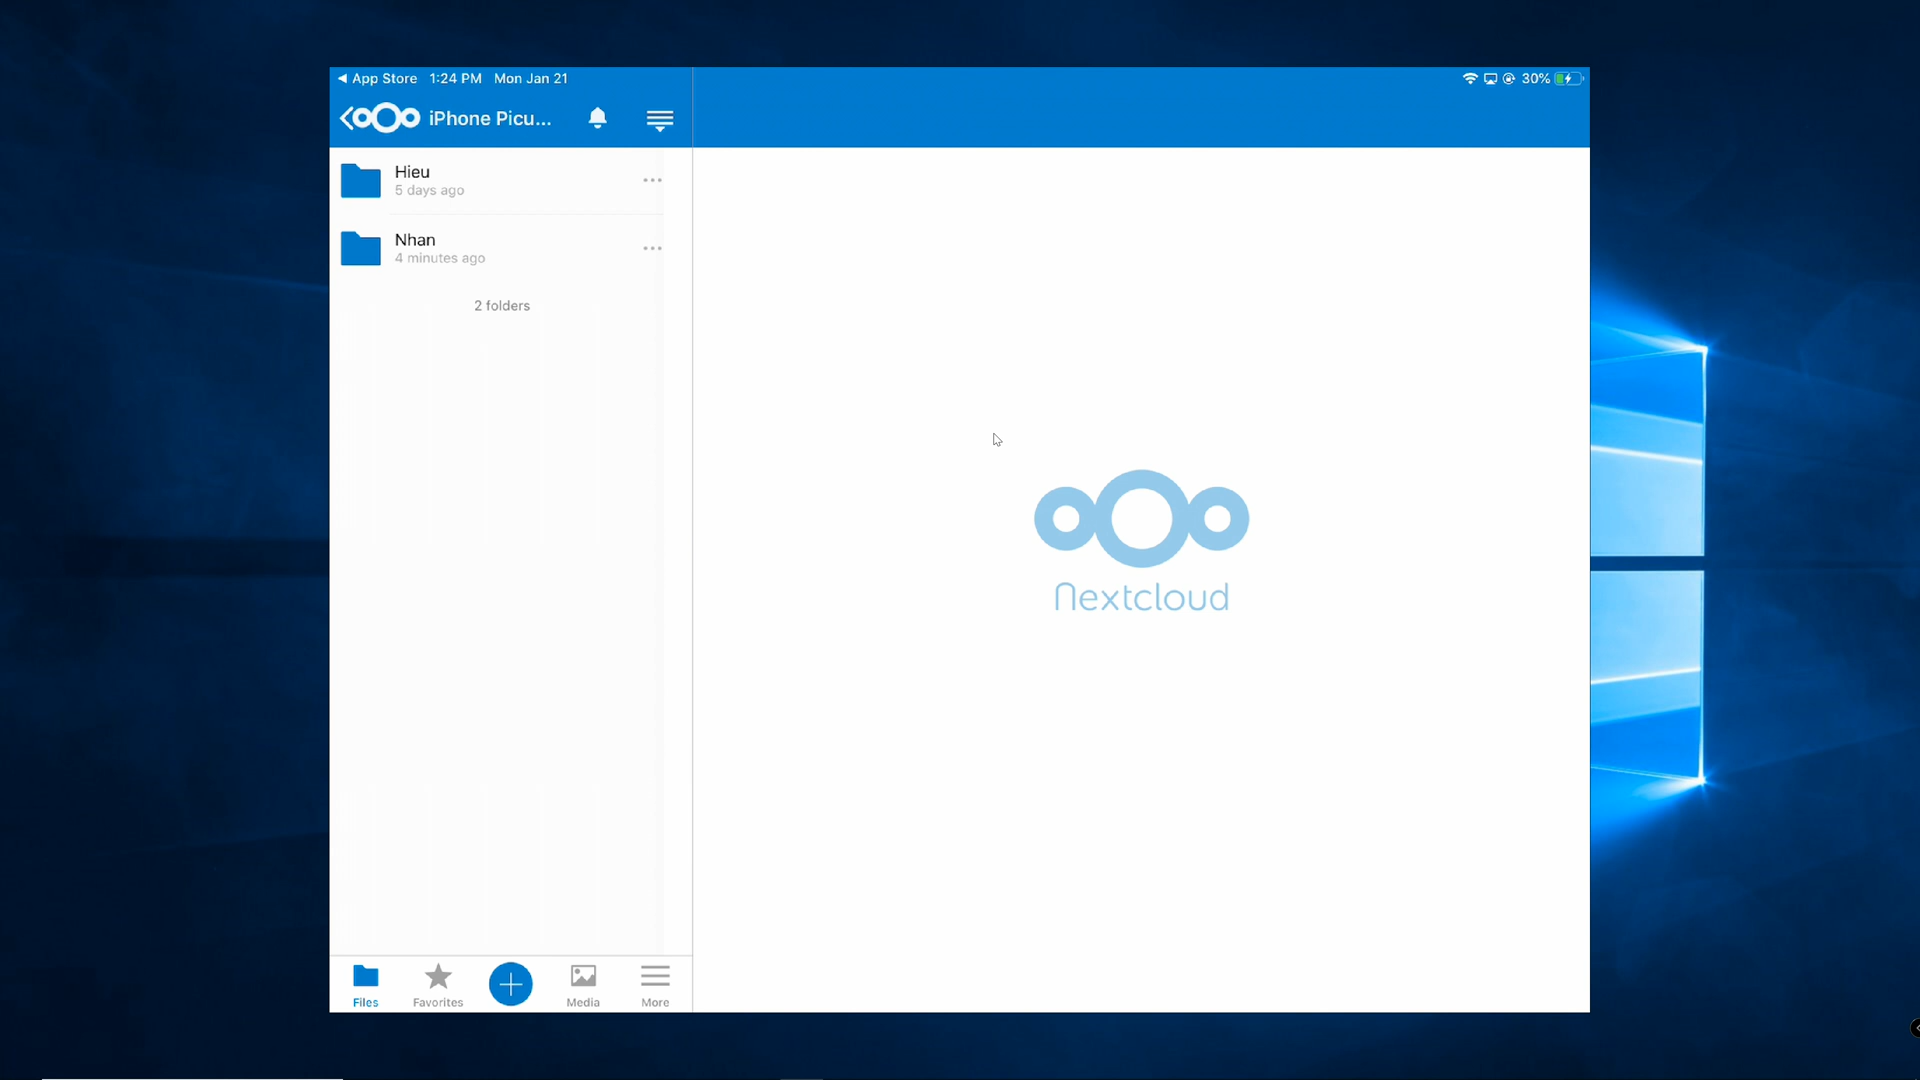 App Store 1:24 PM Mon Jan 21
30%
iPhone Picu...
Hieu
5 days ago
Nhan
4 minutes ago
2 folders
Nextcloud
Files
Favorites
Media
More